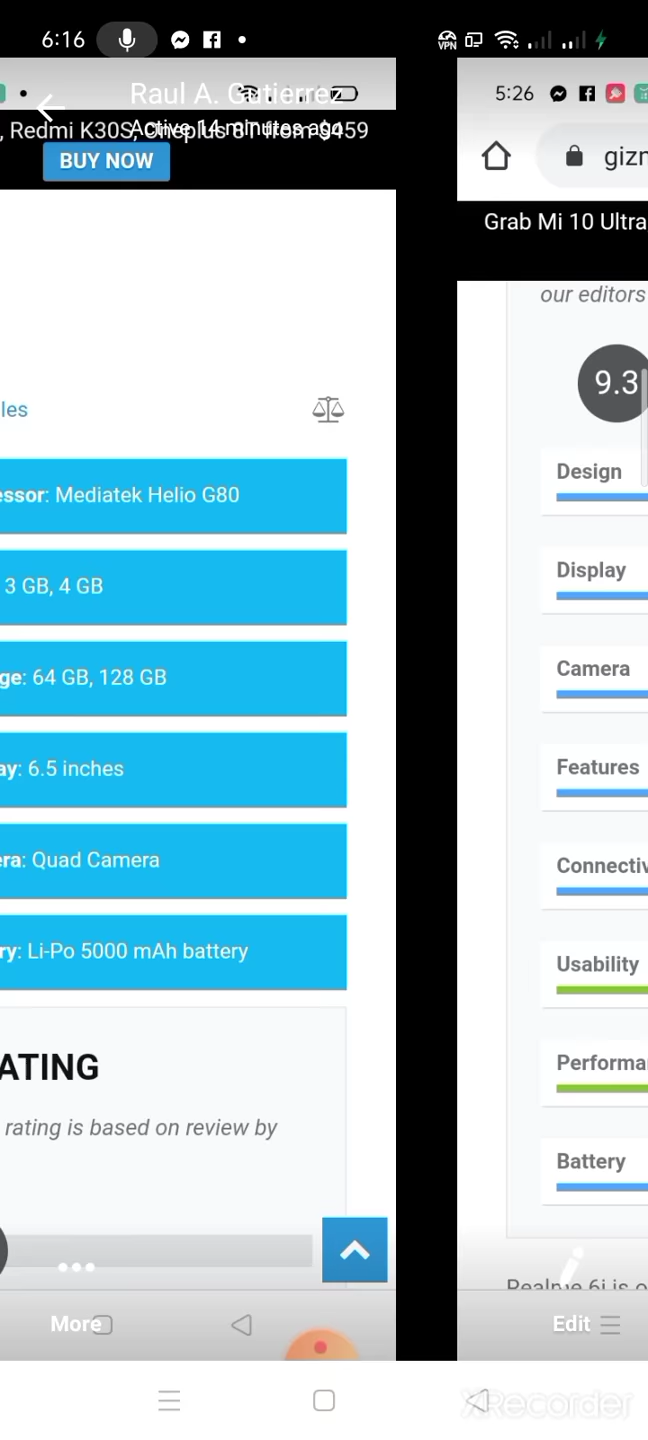 6:16
VPN
Raul A. Gutierrez
5:26
Active 14 minutes ago
, Redmi K30S, Oneplus 8T from $459
BUY NOW
gizm
Grab Mi 10 Ultra
our editors
9.3
les
essor: Mediatek Helio G80
Design
3 GB, 4 GB
Display
ge: 64 GB, 128 GB
Camera
ay: 6.5 inches
Features
era: Quad Camera
Connectiv
ry: Li-Po 5000 mAh battery
Usability
ATING
Performa
rating is based on review by
Battery
Realme 6i is o
More
Edit
XRecorder